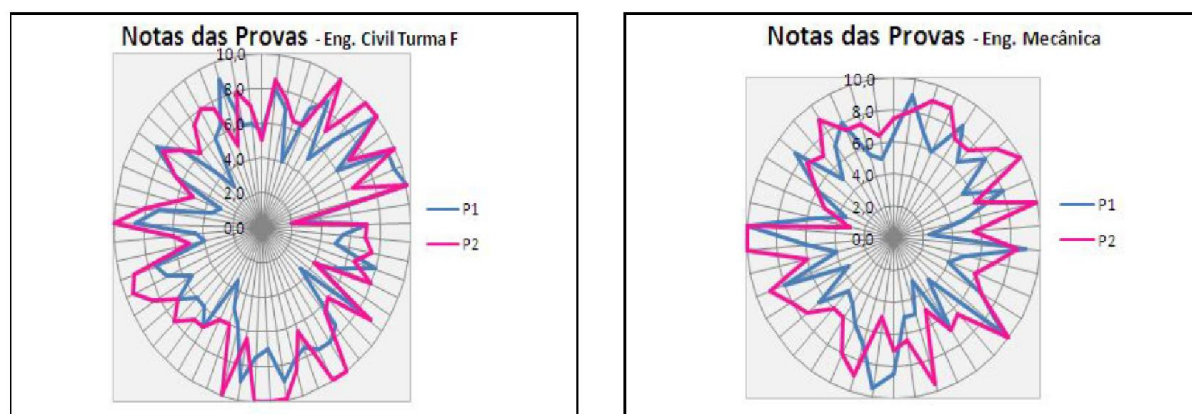 Notas das Provas - Eng. Civil Turma F
10,0
8,0
6,0
4,0
2,0
0,0
P1
P2
Notas das Provas - Eng. Mecânica
10,0
8,0
6,0
4,0
2,0
0,0
P1
P2